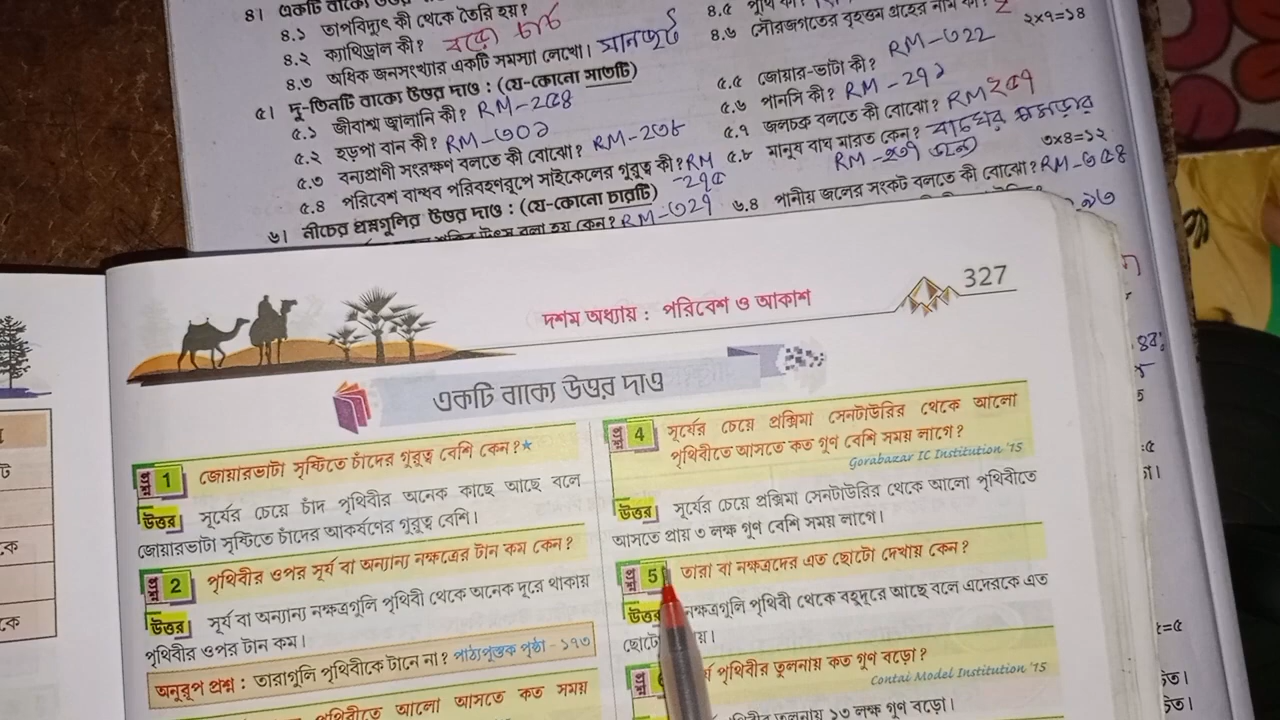 ৪। একটি বাক্যে উত্তর
৪.১ তাপবিদ্যুৎ কী থেকে তৈরি হয়?
৪.২ ক্যাথিড্রাল কী? বড়ো চার্চ
৪.৩ অধিক জনসংখ্যার একটি সমস্যা লেখো। যানজট
৫। দু-তিনটি বাক্যে উত্তর দাও : (যে-কোনো সাতটি)
৫.১ জীবাশ্ম জ্বালানি কী? RM-২৫৪
৫.২ হড়পা বান কী? RM-৩০১
৫.৩ বন্যপ্রাণী সংরক্ষণ বলতে কী বোঝো? RM-২৩৮
৫.৪ পরিবেশ বান্ধব পরিবহণরূপে সাইকেলের গুরুত্ব কী? RM
-২৭৫
৬। নীচের প্রশ্নগুলির উত্তর দাও : (যে-কোনো চারটি)
বলা হয় কেন? RM-৩২৭
৪.৫
৪.৬ সৌরজগতের বৃহত্তম গ্রহের নাম কী?
২×৭=১৪
৫.৫ জোয়ার-ভাটা কী? RM-৩২২
৫.৬ পানসি কী? RM-২৭১
৫.৭ জলচক্র বলতে কী বোঝো? RM ২৫৭
৫.৮ মানুষ বাঘ মারত কেন?
৩×৪=১২
৬.৪ পানীয় জলের সংকট বলতে কী বোঝো? RM-৩৫৪
দশম অধ্যায় : পরিবেশ ও আকাশ
327
একটি বাক্যে উত্তর দাও
প্রশ্ন 1 জোয়ারভাটা সৃষ্টিতে চাঁদের গুরুত্ব বেশি কেন?★
উত্তর সূর্যের চেয়ে চাঁদ পৃথিবীর অনেক কাছে আছে বলে
জোয়ারভাটা সৃষ্টিতে চাঁদের আকর্ষণের গুরুত্ব বেশি।
প্রশ্ন 2 পৃথিবীর ওপর সূর্য বা অন্যান্য নক্ষত্রের টান কম কেন?
উত্তর সূর্য বা অন্যান্য নক্ষত্রগুলি পৃথিবী থেকে অনেক দূরে থাকায়
পৃথিবীর ওপর টান কম।
অনুরূপ প্রশ্ন : তারাগুলি পৃথিবীকে টানে না? পাঠ্যপুস্তক পৃষ্ঠা - ১৭৩
পৃথিবীতে আলো আসতে কত সময়
প্রশ্ন 4 সূর্যের চেয়ে প্রক্সিমা সেনটাউরির থেকে আলো
পৃথিবীতে আসতে কত গুণ বেশি সময় লাগে?
Gorabazar IC Institution '15
উত্তর সূর্যের চেয়ে প্রক্সিমা সেনটাউরির থেকে আলো পৃথিবীতে
আসতে প্রায় ৩ লক্ষ গুণ বেশি সময় লাগে।
প্রশ্ন 5 তারা বা নক্ষত্রদের এত ছোটো দেখায় কেন?
উত্তর নক্ষত্রগুলি পৃথিবী থেকে বহুদূরে আছে বলে এদেরকে এত
ছোটো য়।
পৃথিবীর তুলনায় কত গুণ বড়ো?
Contai Model Institution '15
তুলনায় ১৩ লক্ষ গুণ বড়ো।